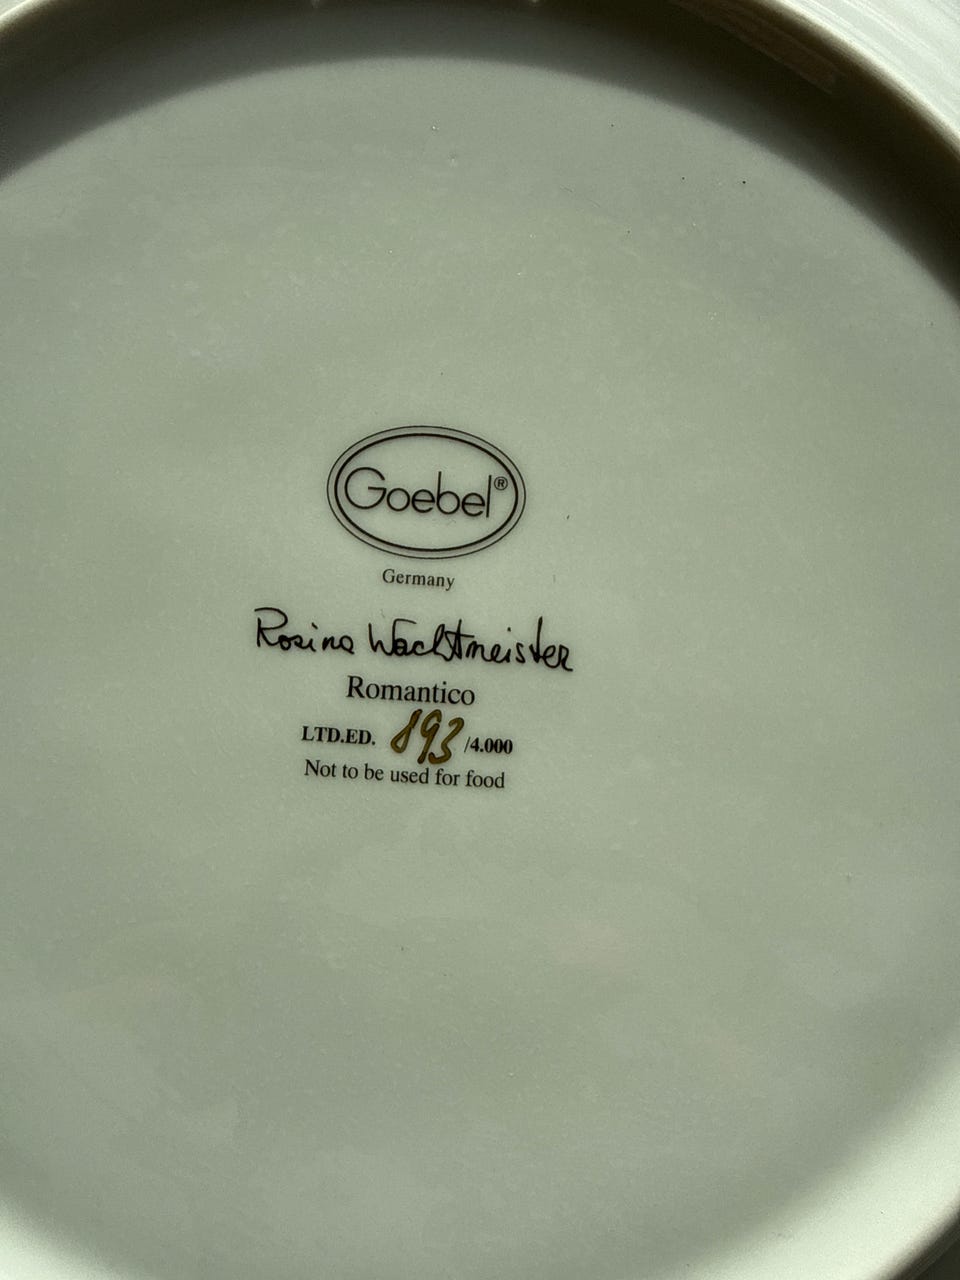 Goebel®
Germany
Rosina Wachtmeister
Romantico
LTD.ED. 893 /4.000
Not to be used for food